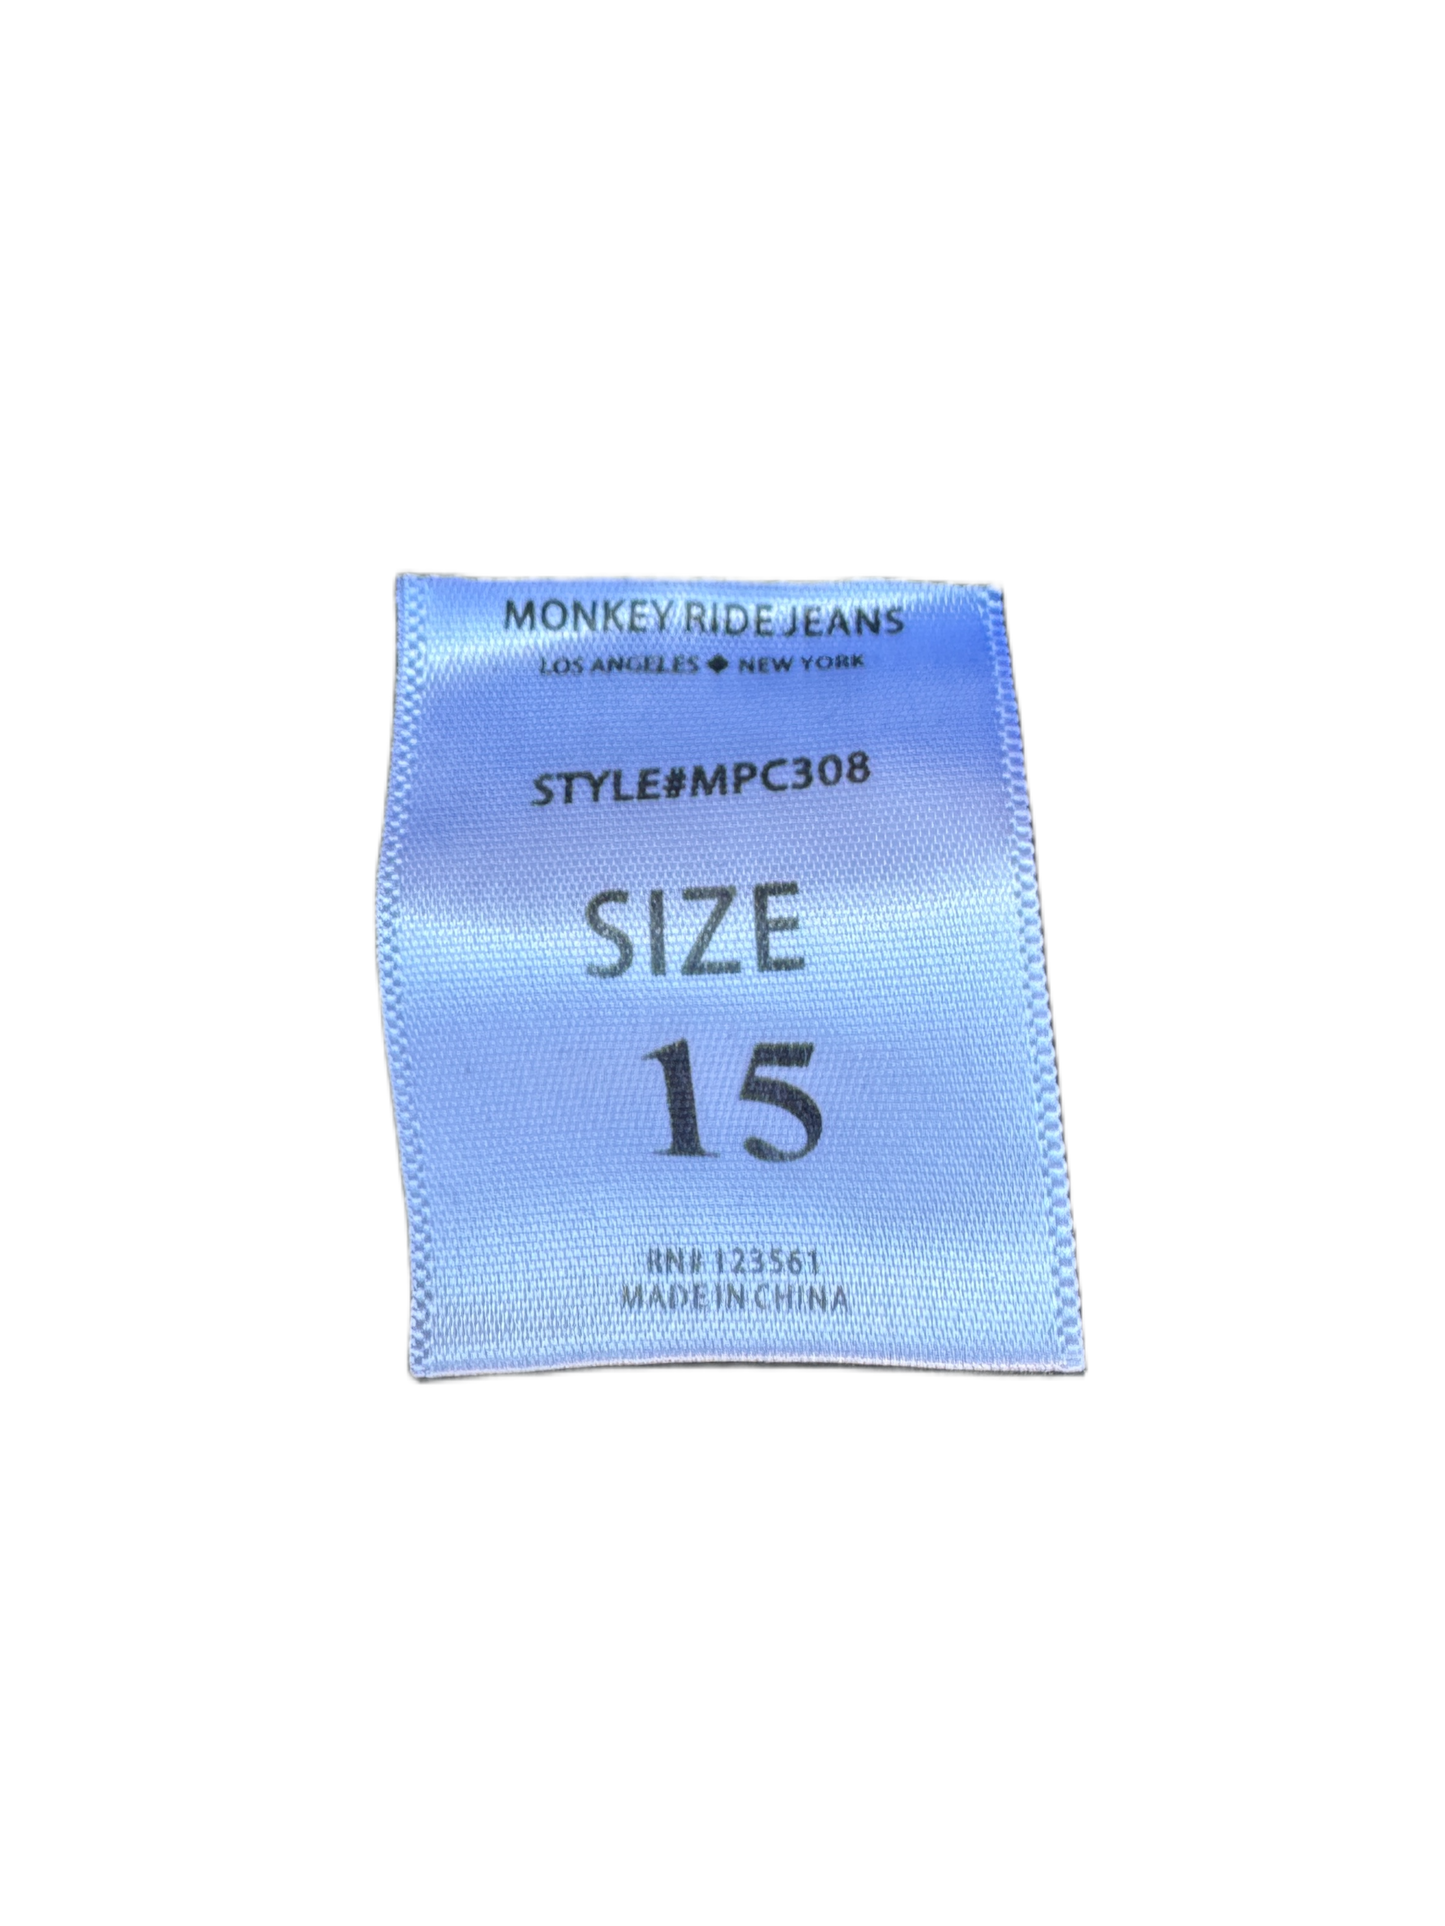 MONKEY RIDE JEANS
LOS ANGELES ◆ NEW YORK
STYLE#MPC308
SIZE
15
RN# 123561
MADE IN CHINA